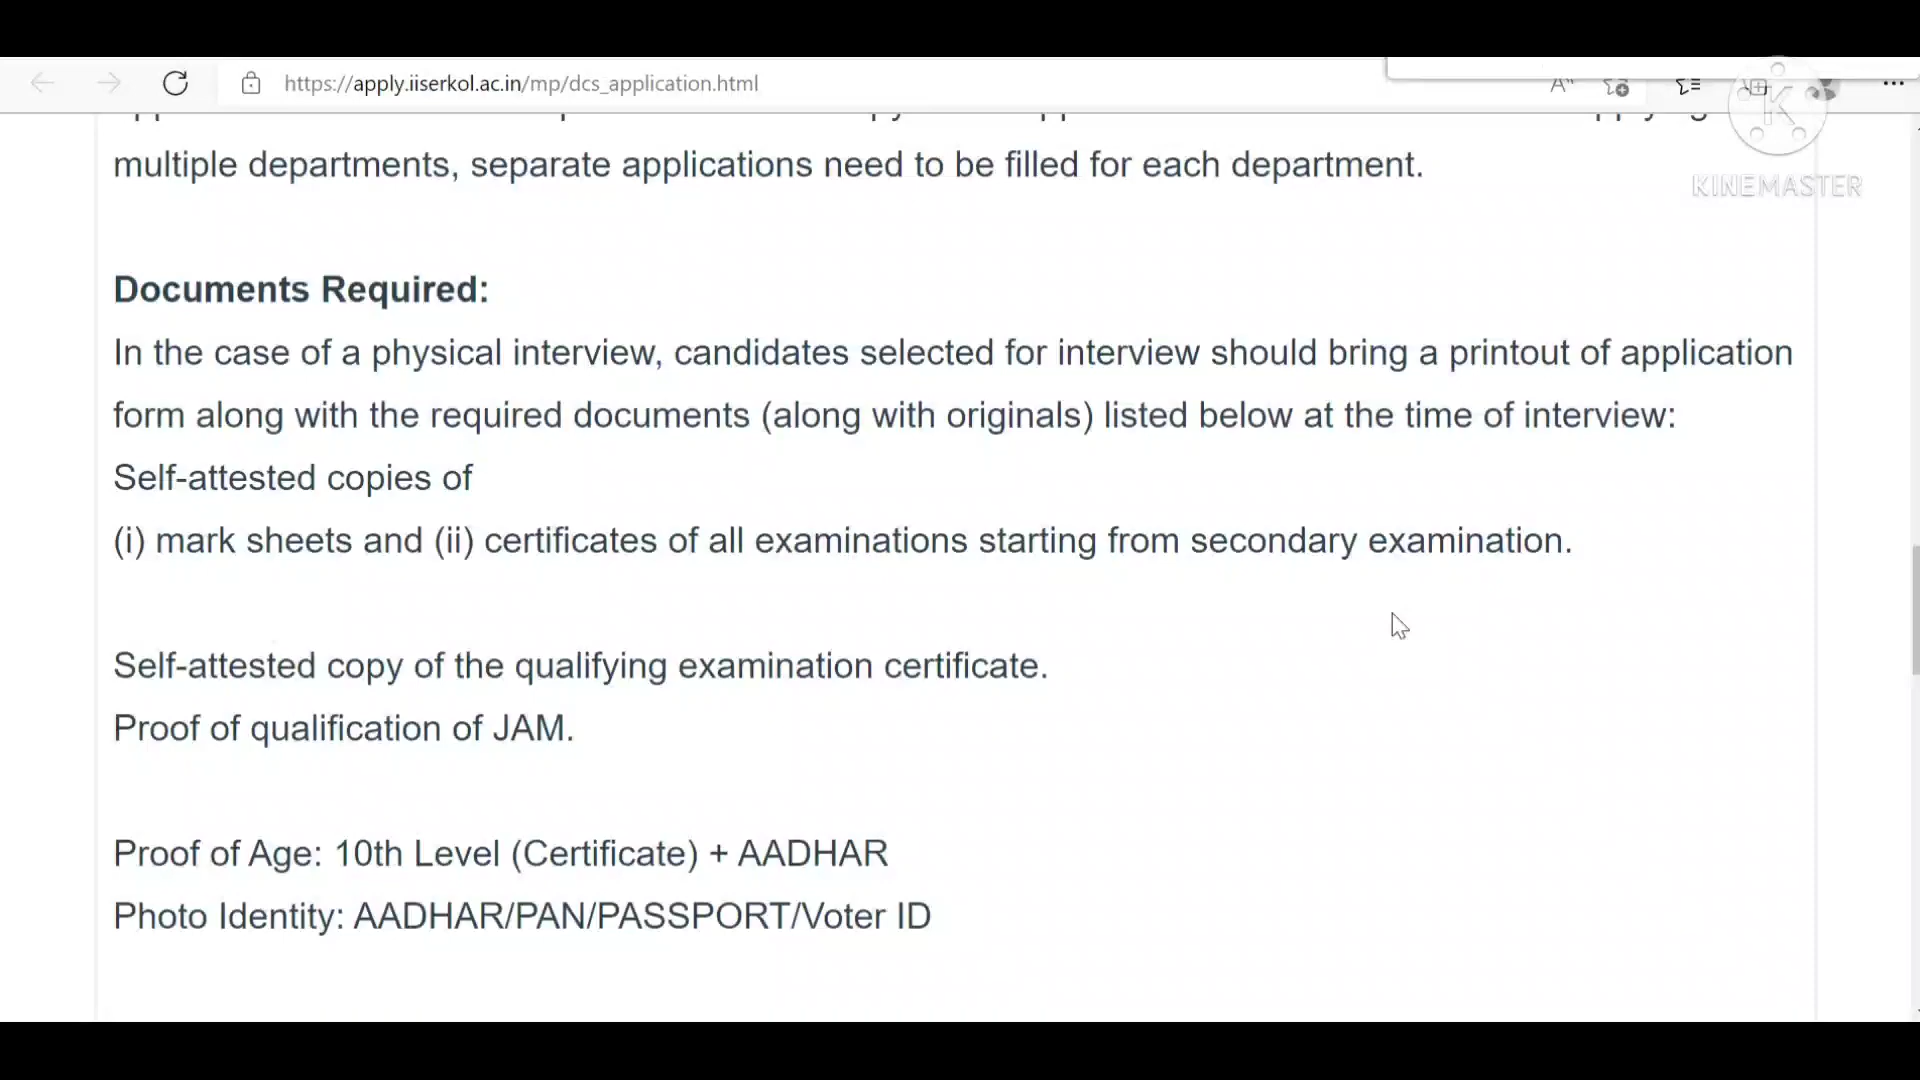 https://apply.iiserkol.ac.in/mp/dcs_application.html
KINEMASTER
multiple departments, separate applications need to be filled for each department.
Documents Required:
In the case of a physical interview, candidates selected for interview should bring a printout of application
form along with the required documents (along with originals) listed below at the time of interview:
Self-attested copies of
(i) mark sheets and (ii) certificates of all examinations starting from secondary examination.
Self-attested copy of the qualifying examination certificate.
Proof of qualification of JAM.
Proof of Age: 10th Level (Certificate) + AADHAR
Photo Identity: AADHAR/PAN/PASSPORT/Voter ID